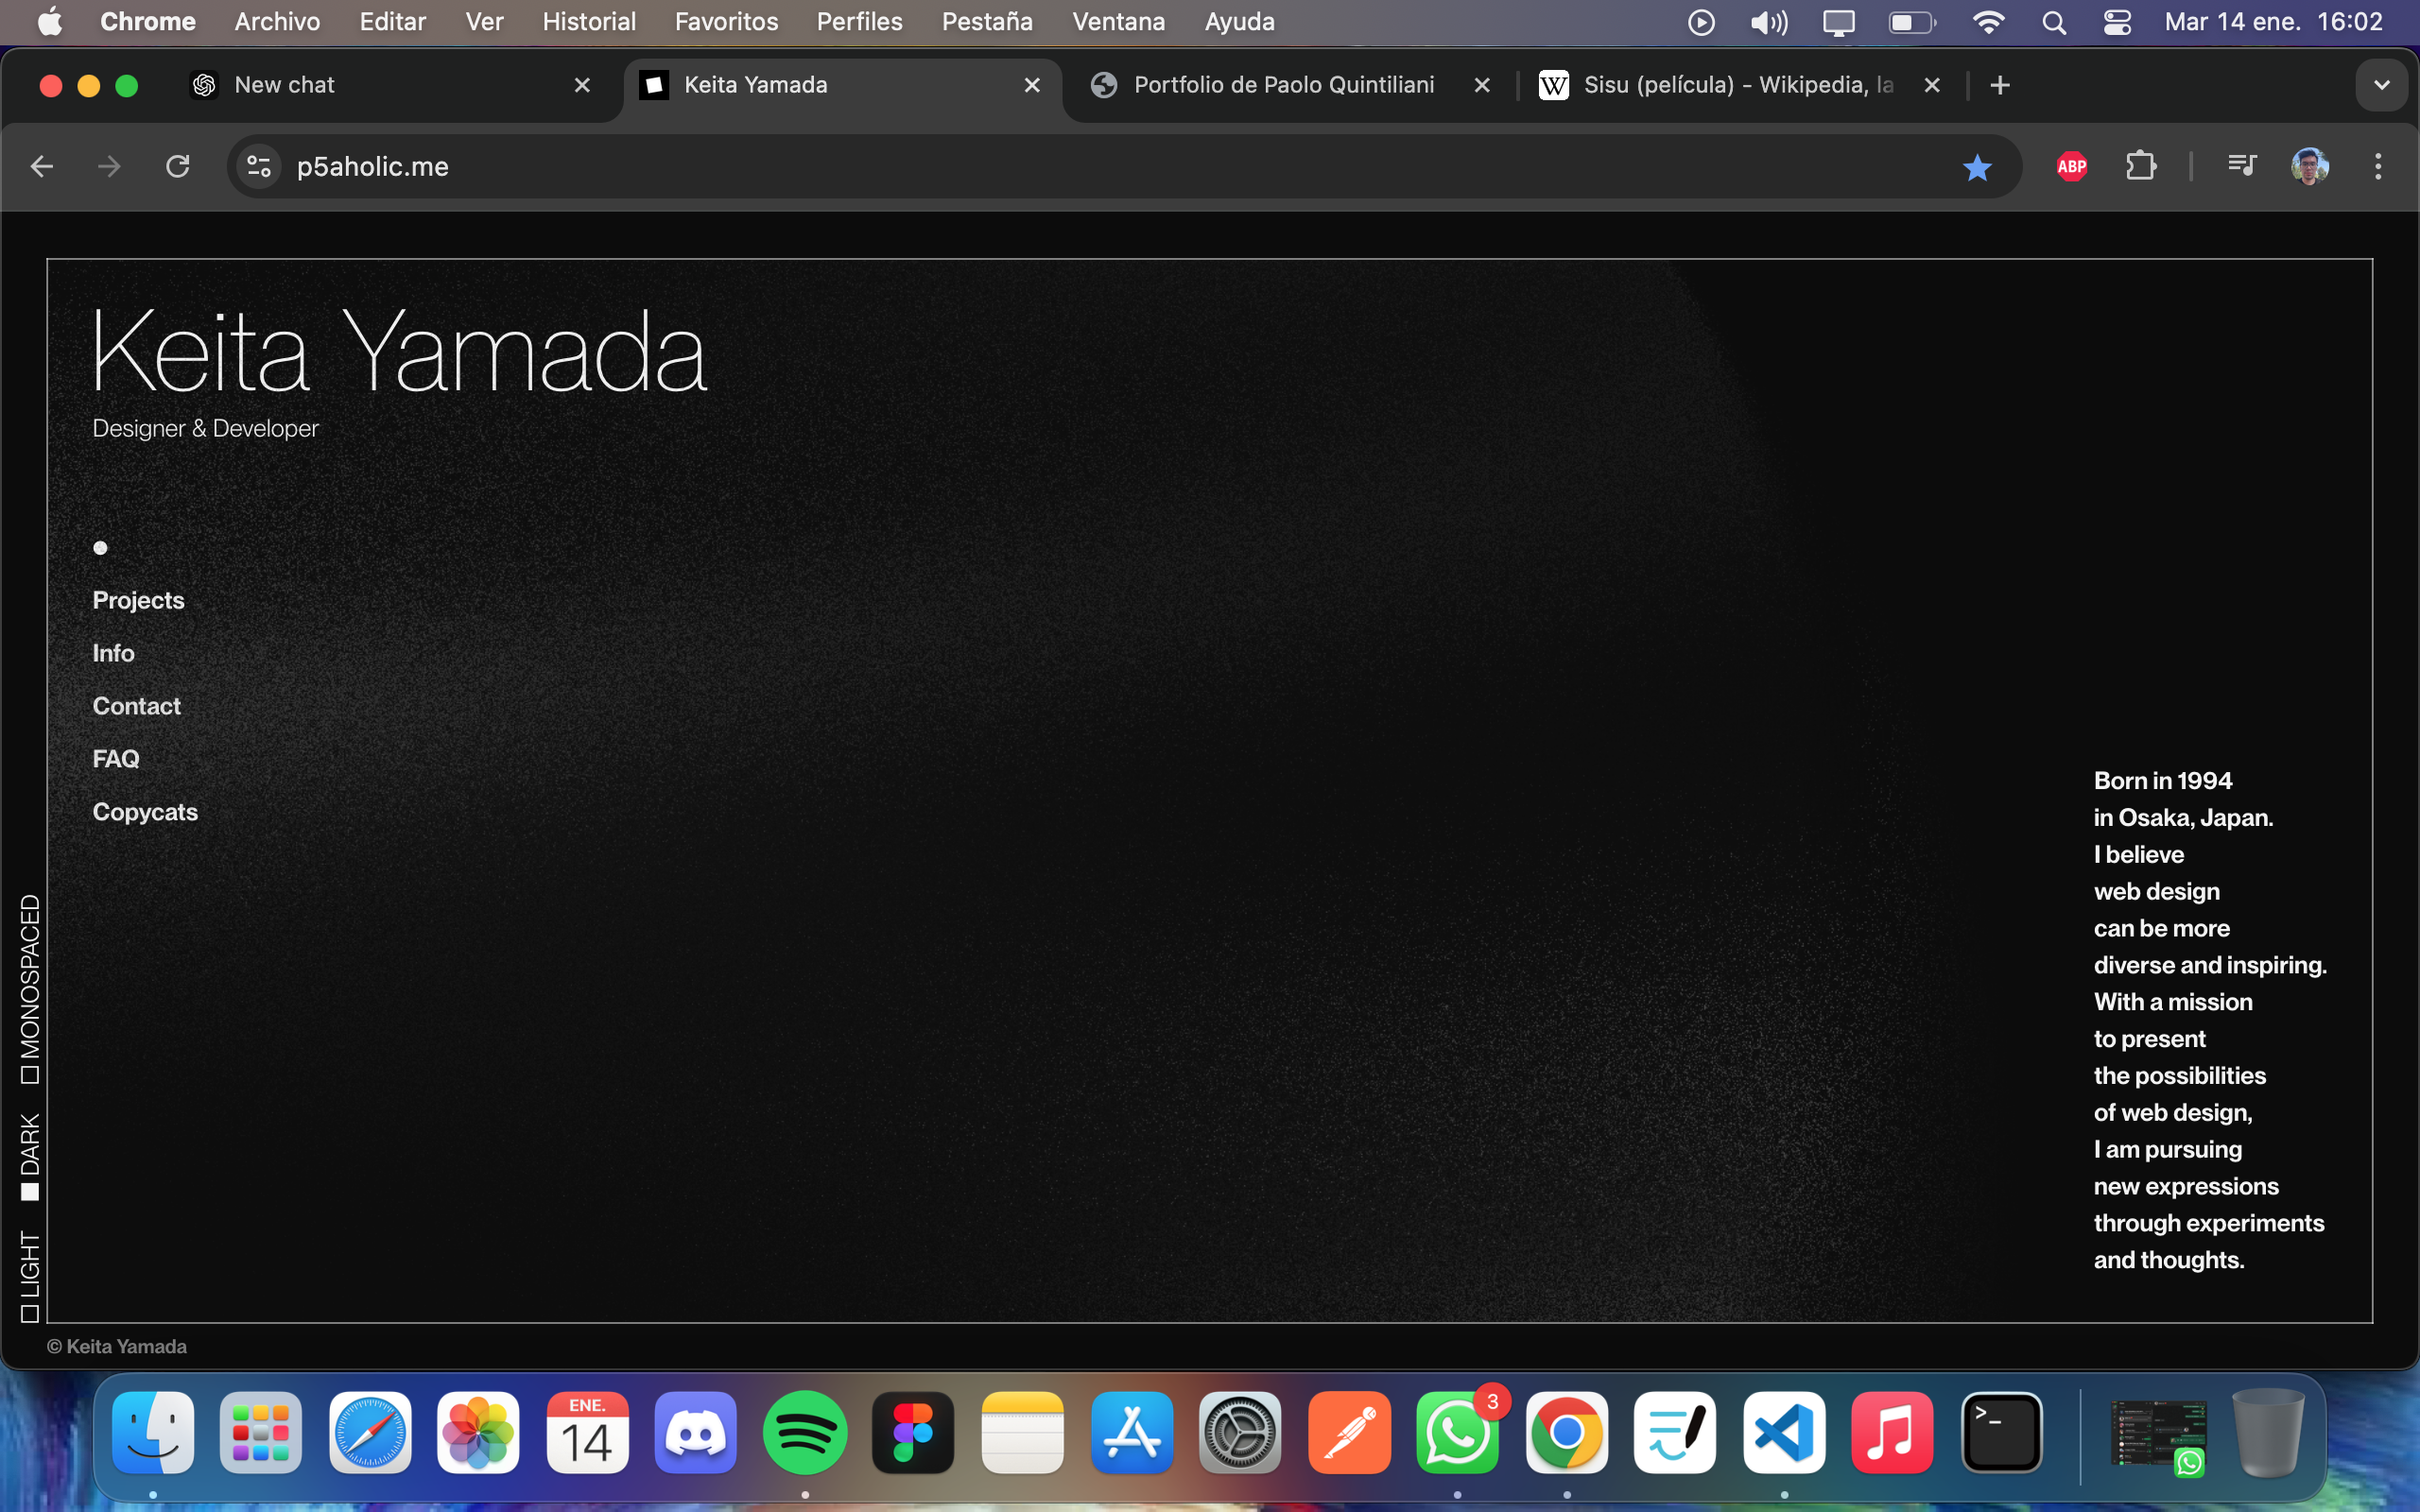 Chrome Archivo Editar Ver Historial Favoritos Perfiles Pestaña Ventana Ayuda Mar 14 ene. 16:02
New chat Keita Yamada Portfolio de Paolo Quintiliani Sisu (película) - Wikipedia, la
p5aholic.me ABP
Keita Yamada
Designer & Developer
Projects
Info
Contact
FAQ
Copycats
Born in 1994
in Osaka, Japan.
I believe
web design
can be more
diverse and inspiring.
With a mission
to present
the possibilities
of web design,
I am pursuing
new expressions
through experiments
and thoughts.
LIGHT DARK MONOSPACED
© Keita Yamada
ENE.
14
3